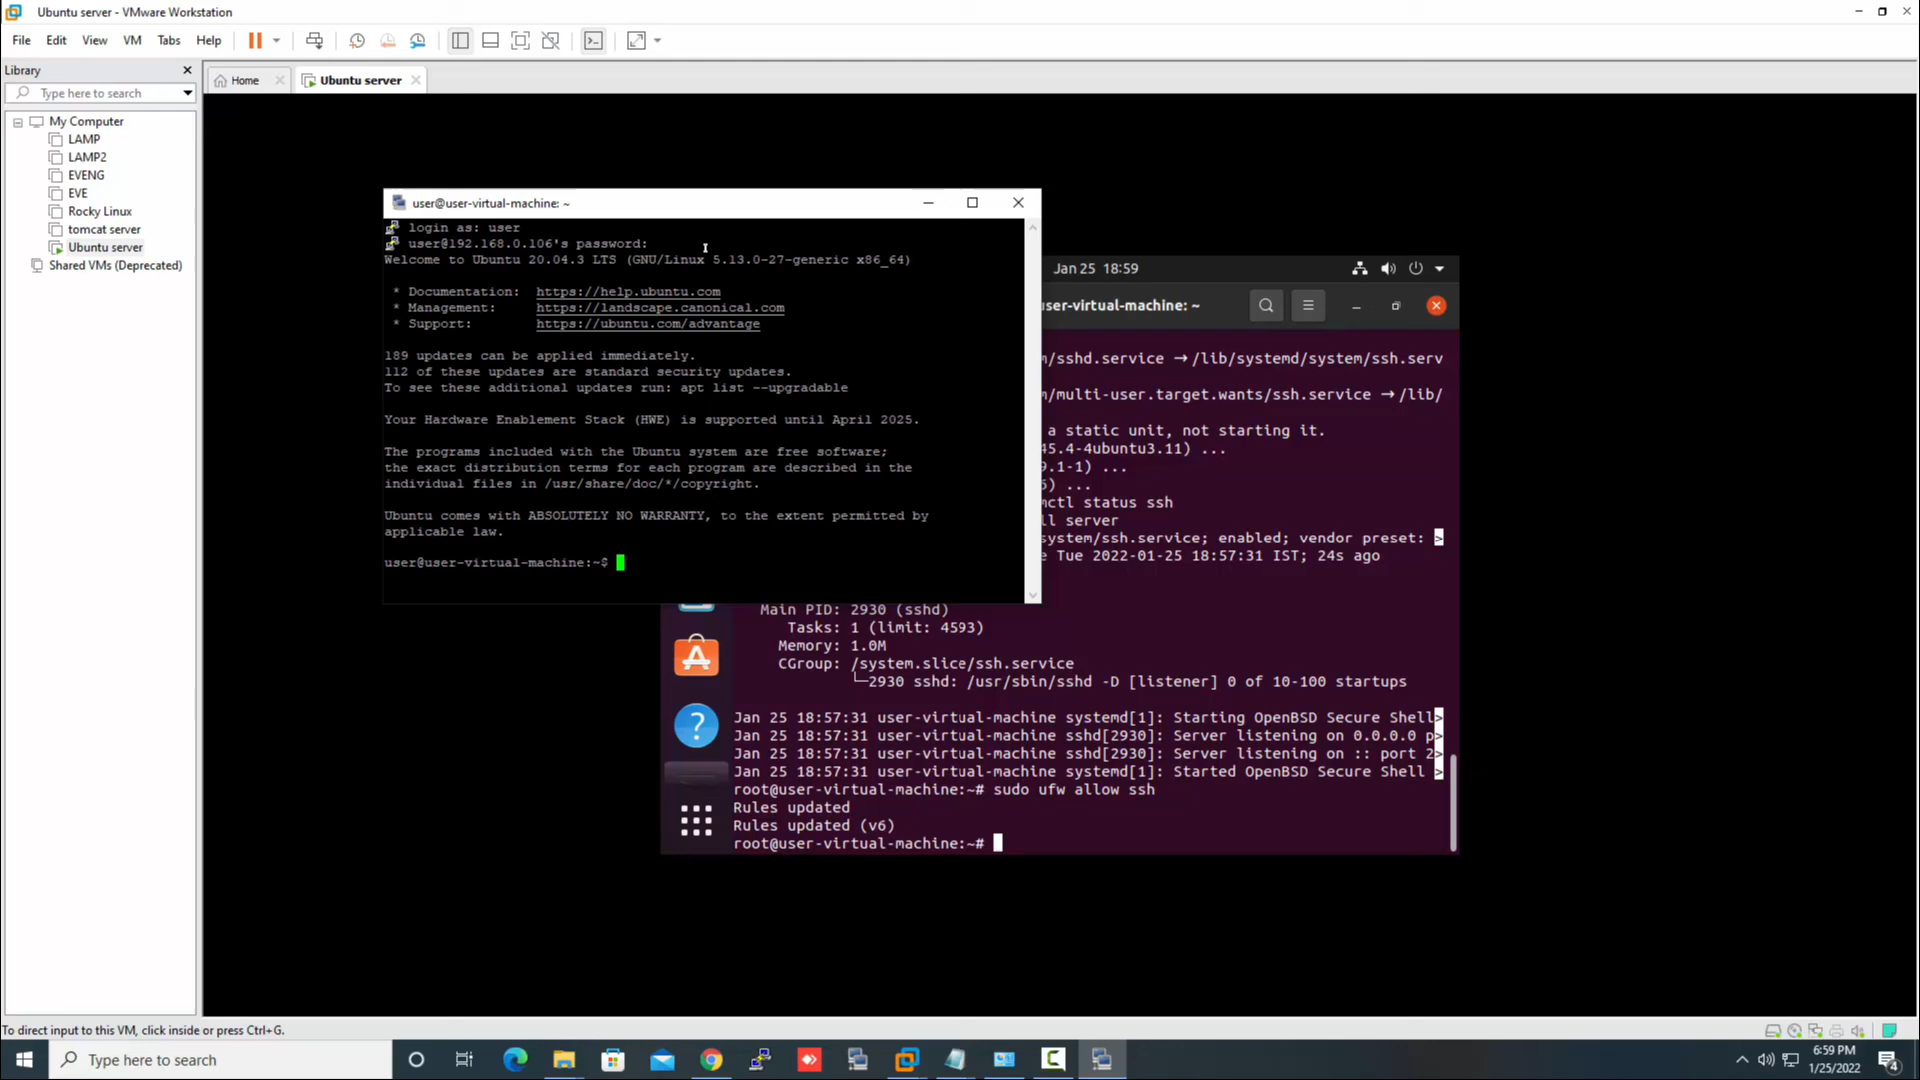 Ubuntu server - VMware Workstation
File Edit View VM Tabs Help
Library
Type here to search
My Computer
LAMP
LAMP2
EVENG
EVE
Rocky Linux
tomcat server
Ubuntu server
Shared VMs (Deprecated)
Home
Ubuntu server
user@user-virtual-machine: ~
login as: user
user@192.168.0.106's password:
Welcome to Ubuntu 20.04.3 LTS (GNU/Linux 5.13.0-27-generic x86_64)
* Documentation: https://help.ubuntu.com
* Management: https://landscape.canonical.com
* Support: https://ubuntu.com/advantage
189 updates can be applied immediately.
112 of these updates are standard security updates.
To see these additional updates run: apt list --upgradable
Your Hardware Enablement Stack (HWE) is supported until April 2025.
The programs included with the Ubuntu system are free software;
the exact distribution terms for each program are described in the
individual files in /usr/share/doc/*/copyright.
Ubuntu comes with ABSOLUTELY NO WARRANTY, to the extent permitted by
applicable law.
user@user-virtual-machine:~$
Jan 25 18:59
ser-virtual-machine: ~
/sshd.service → /lib/systemd/system/ssh.serv
/multi-user.target.wants/ssh.service → /lib/
a static unit, not starting it.
45.4-4ubuntu3.11) ...
9.1-1) ...
) ...
mctl status ssh
ll server
system/ssh.service; enabled; vendor preset: >
e Tue 2022-01-25 18:57:31 IST; 24s ago
Main PID: 2930 (sshd)
Tasks: 1 (limit: 4593)
Memory: 1.0M
CGroup: /system.slice/ssh.service
└─2930 sshd: /usr/sbin/sshd -D [listener] 0 of 10-100 startups
Jan 25 18:57:31 user-virtual-machine systemd[1]: Starting OpenBSD Secure Shell>
Jan 25 18:57:31 user-virtual-machine sshd[2930]: Server listening on 0.0.0.0 p>
Jan 25 18:57:31 user-virtual-machine sshd[2930]: Server listening on :: port 2>
Jan 25 18:57:31 user-virtual-machine systemd[1]: Started OpenBSD Secure Shell >
root@user-virtual-machine:~# sudo ufw allow ssh
Rules updated
Rules updated (v6)
root@user-virtual-machine:~#
To direct input to this VM, click inside or press Ctrl+G.
Type here to search
6:59 PM
1/25/2022
4